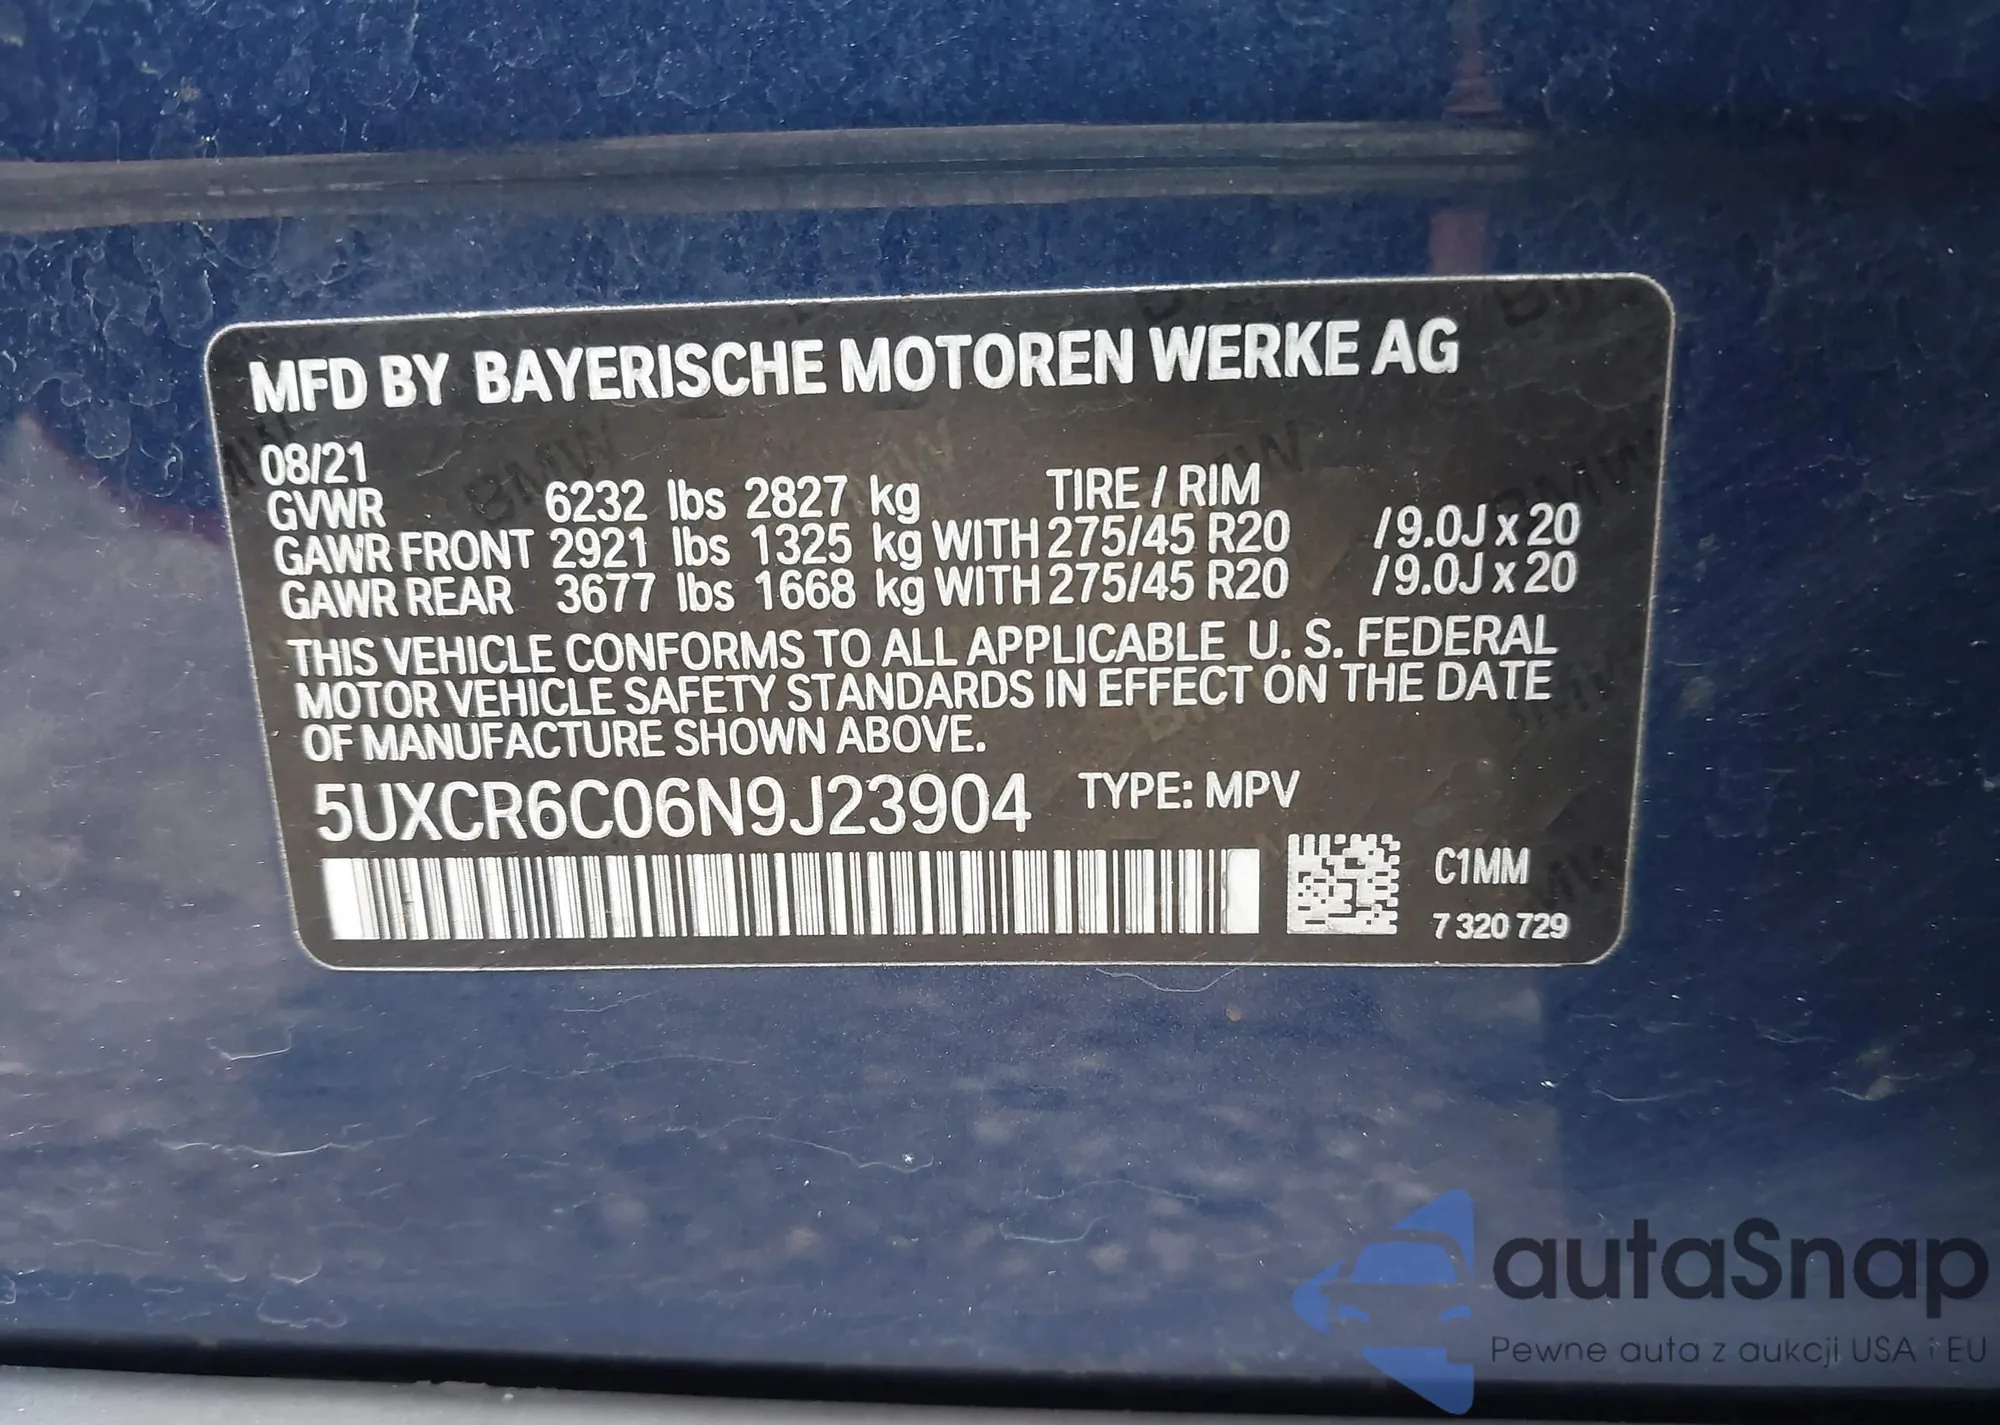 MFD BY BAYERISCHE MOTOREN WERKE AG
08/21
GVWR 6232 lbs 2827 kg TIRE / RIM
GAWR FRONT 2921 lbs 1325 kg WITH 275/45 R20 /9.0J x 20
GAWR REAR 3677 lbs 1668 kg WITH 275/45 R20 /9.0J x 20
THIS VEHICLE CONFORMS TO ALL APPLICABLE U. S. FEDERAL
MOTOR VEHICLE SAFETY STANDARDS IN EFFECT ON THE DATE
OF MANUFACTURE SHOWN ABOVE.
5UXCR6C06N9J23904 TYPE: MPV
C1MM
7 320 729
autaSnap
Pewne auta z aukcji USA i EU